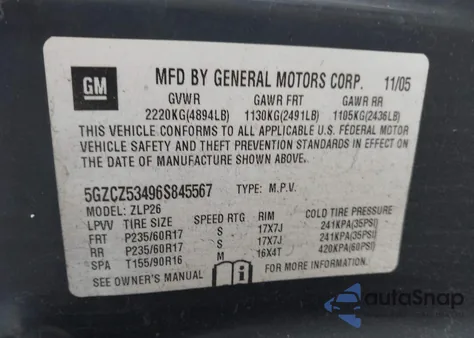 GM
MFD BY GENERAL MOTORS CORP. 11/05
GVWR GAWR FRT GAWR RR
2220KG(4894LB) 1130KG(2491LB) 1105KG(2436LB)
THIS VEHICLE CONFORMS TO ALL APPLICABLE U.S. FEDERAL MOTOR
VEHICLE SAFETY AND THEFT PREVENTION STANDARDS IN EFFECT ON THE
DATE OF MANUFACTURE SHOWN ABOVE.
5GZCZ53496S845567 TYPE: M.P.V.
MODEL: ZLP26
LPVV TIRE SIZE SPEED RTG RIM COLD TIRE PRESSURE
FRT P235/60R17 S 17X7J 241KPA(35PSI)
RR P235/60R17 S 17X7J 241KPA(35PSI)
SPA T155/90R16 M 16X4T 420KPA(60PSI)
SEE OWNER'S MANUAL FOR MORE INFORMATION.
autoSnap